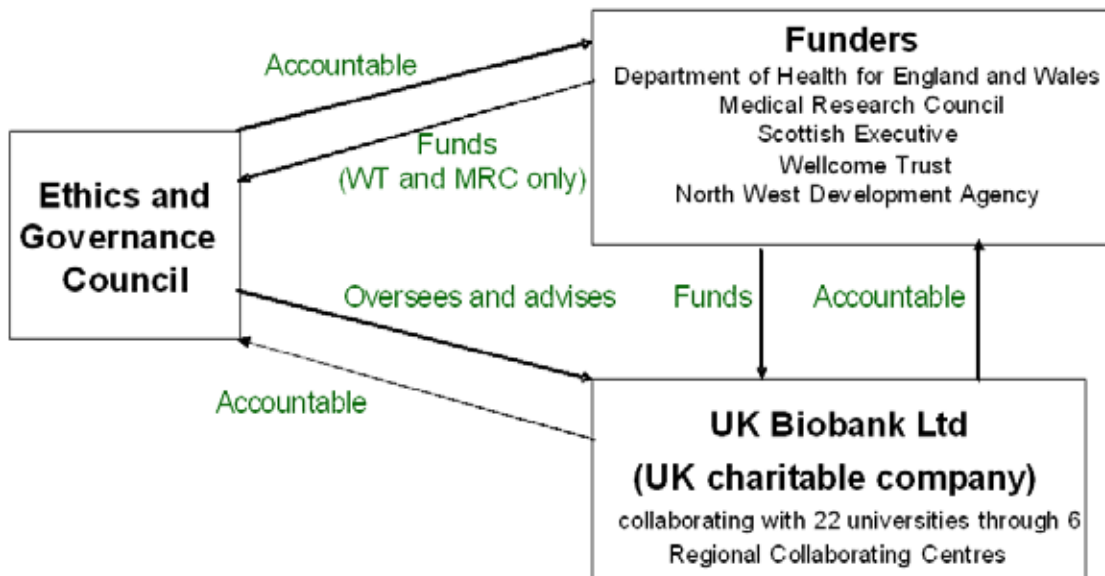 Accountable
Funders
Department of Health for England and Wales
Medical Research Council
Scottish Executive
Wellcome Trust
North West Development Agency
Funds
(WT and MRC only)
Ethics and
Governance
Council
Oversees and advises
Funds
Accountable
Accountable
UK Biobank Ltd
(UK charitable company)
collaborating with 22 universities through 6
Regional Collaborating Centres